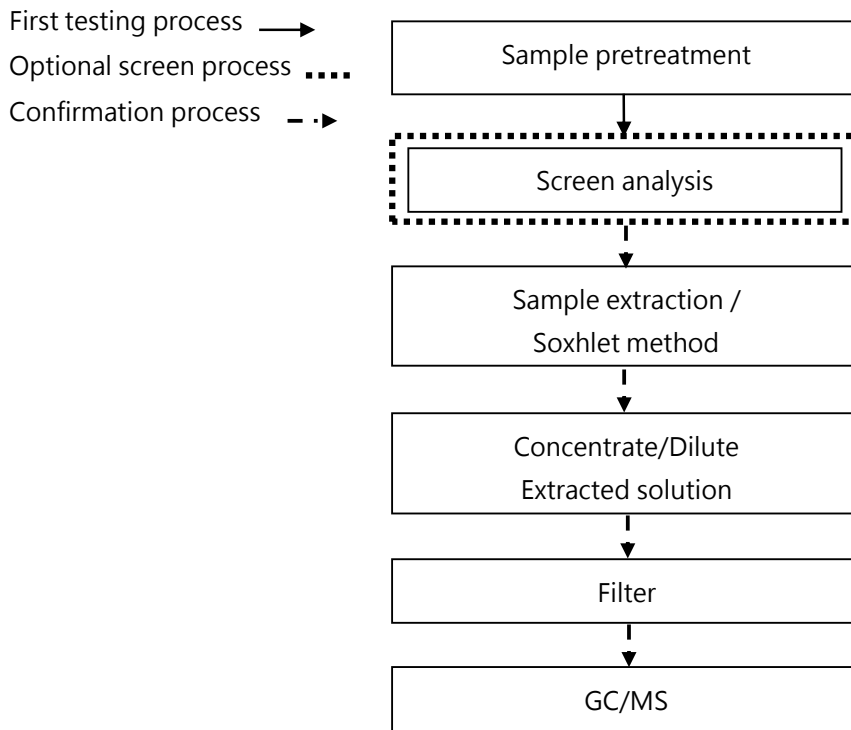 First testing process
Optional screen process
Confirmation process
Sample pretreatment
Screen analysis
Sample extraction /
Soxhlet method
Concentrate/Dilute
Extracted solution
Filter
GC/MS